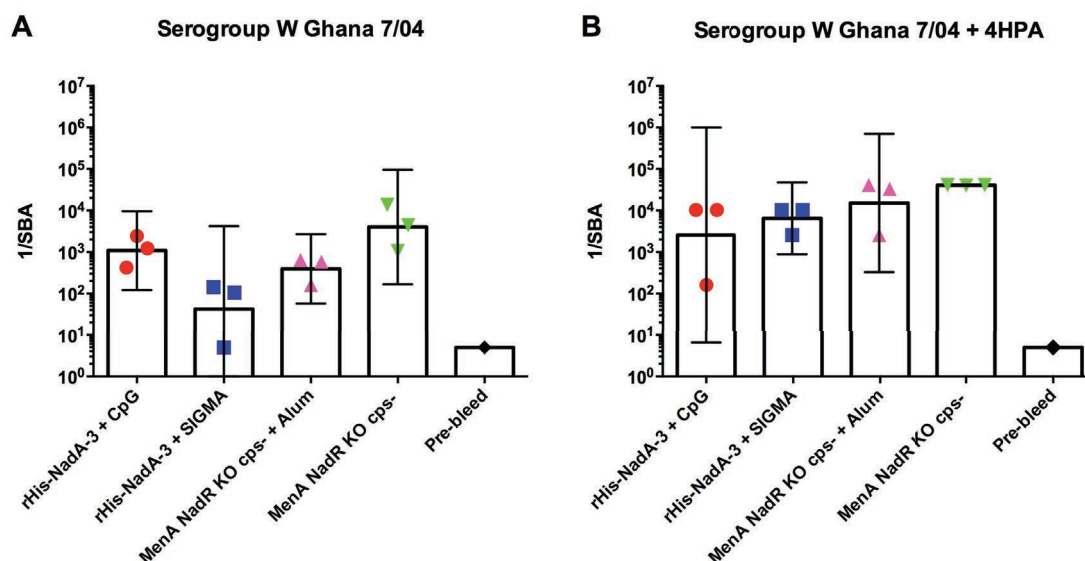 A
Serogroup W Ghana 7/04
1/SBA
10⁷
10⁶
10⁵
10⁴
10³
10²
10¹
10⁰
rHis-NadA-3 + CpG
rHis-NadA-3 + SIGMA
MenA NadR KO cps- + Alum
MenA NadR KO cps-
Pre-bleed
B
Serogroup W Ghana 7/04 + 4HPA
1/SBA
10⁷
10⁶
10⁵
10⁴
10³
10²
10¹
10⁰
rHis-NadA-3 + CpG
rHis-NadA-3 + SIGMA
MenA NadR KO cps- + Alum
MenA NadR KO cps-
Pre-bleed